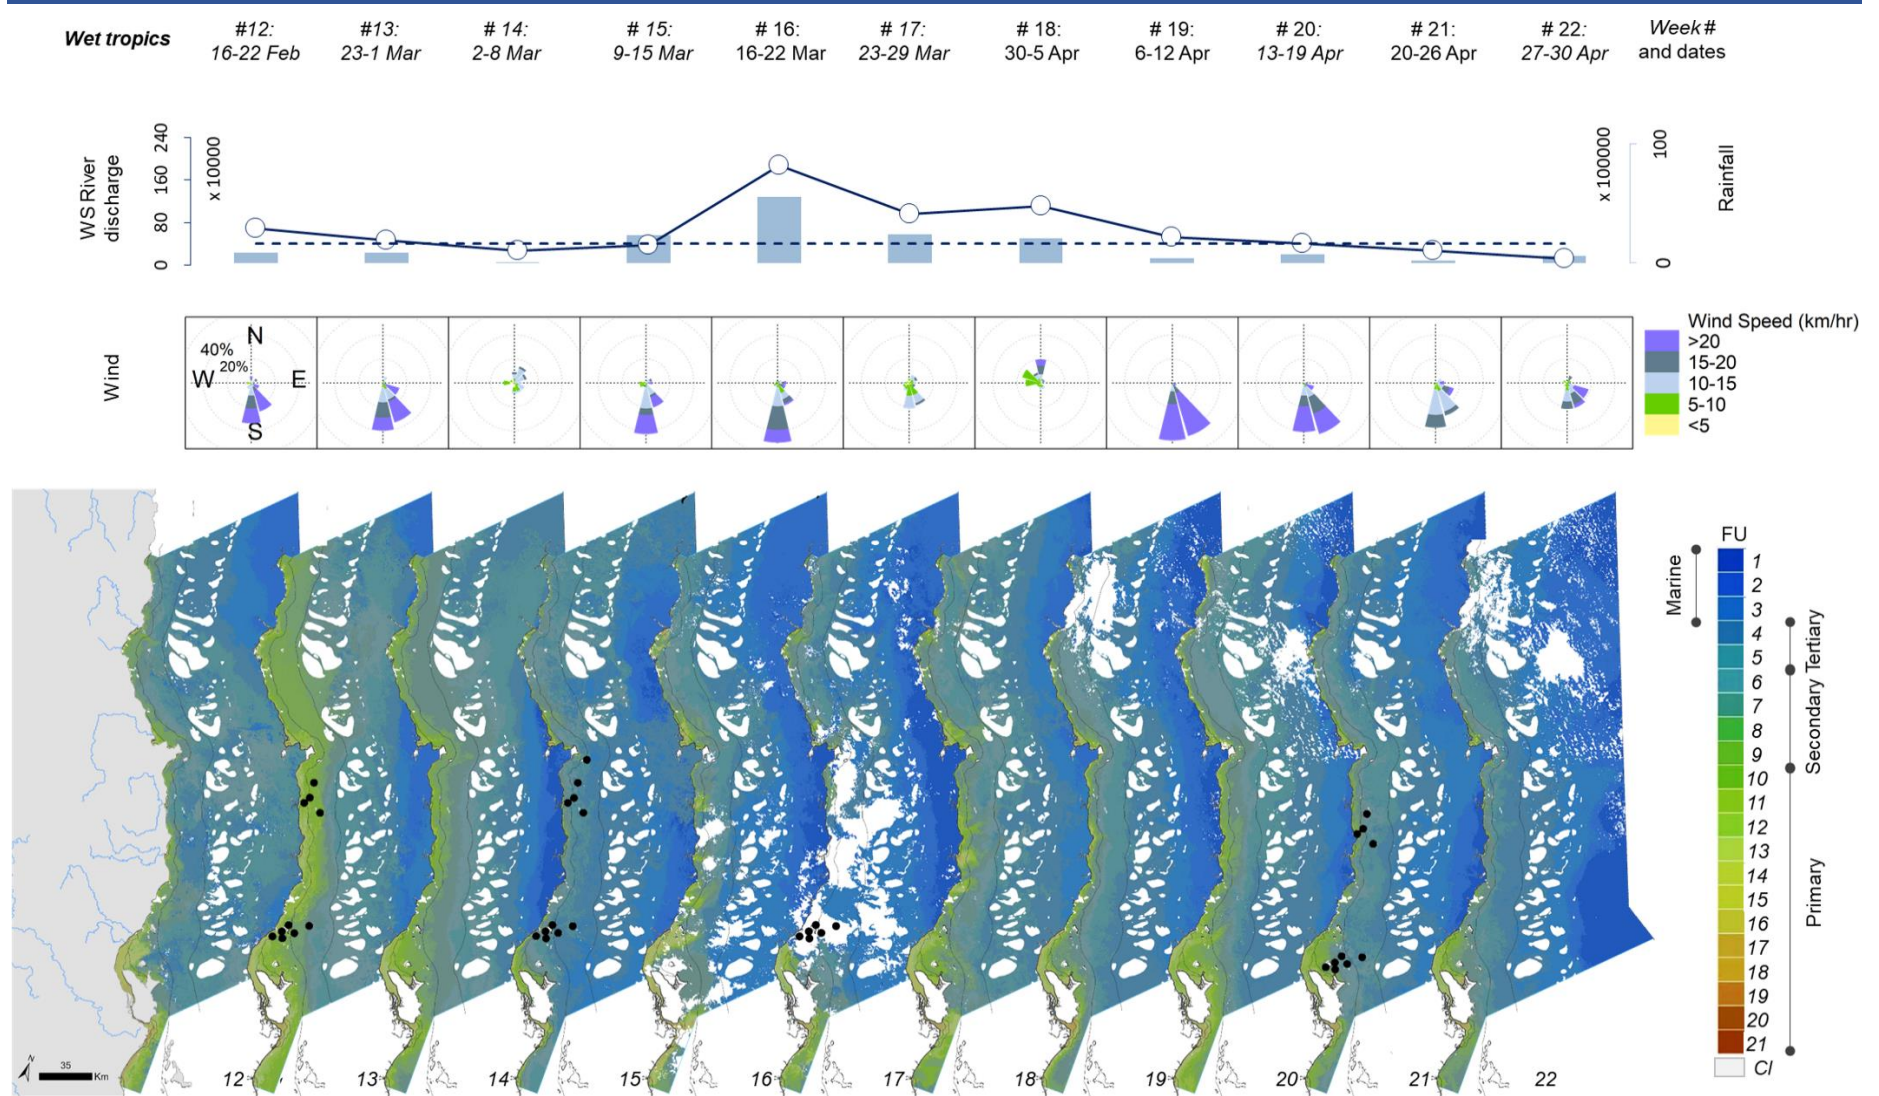 Wet tropics
#12:
16-22 Feb
#13:
23-1 Mar
# 14:
2-8 Mar
# 15:
9-15 Mar
# 16:
16-22 Mar
# 17:
23-29 Mar
# 18:
30-5 Apr
# 19:
6-12 Apr
# 20:
13-19 Apr
# 21:
20-26 Apr
# 22:
27-30 Apr
Week #
and dates
WS River
discharge
240
160
80
0
x 10000
x 100000
100
0
Rainfall
Wind
N
40%
20%
W
E
S
Wind Speed (km/hr)
>20
15-20
10-15
5-10
<5
FU
1
2
3
4
5
6
7
8
9
10
11
12
13
14
15
16
17
18
19
20
21
Cl
Marine
Tertiary
Secondary
Primary
N
35
Km
12
13
14
15
16
17
18
19
20
21
22